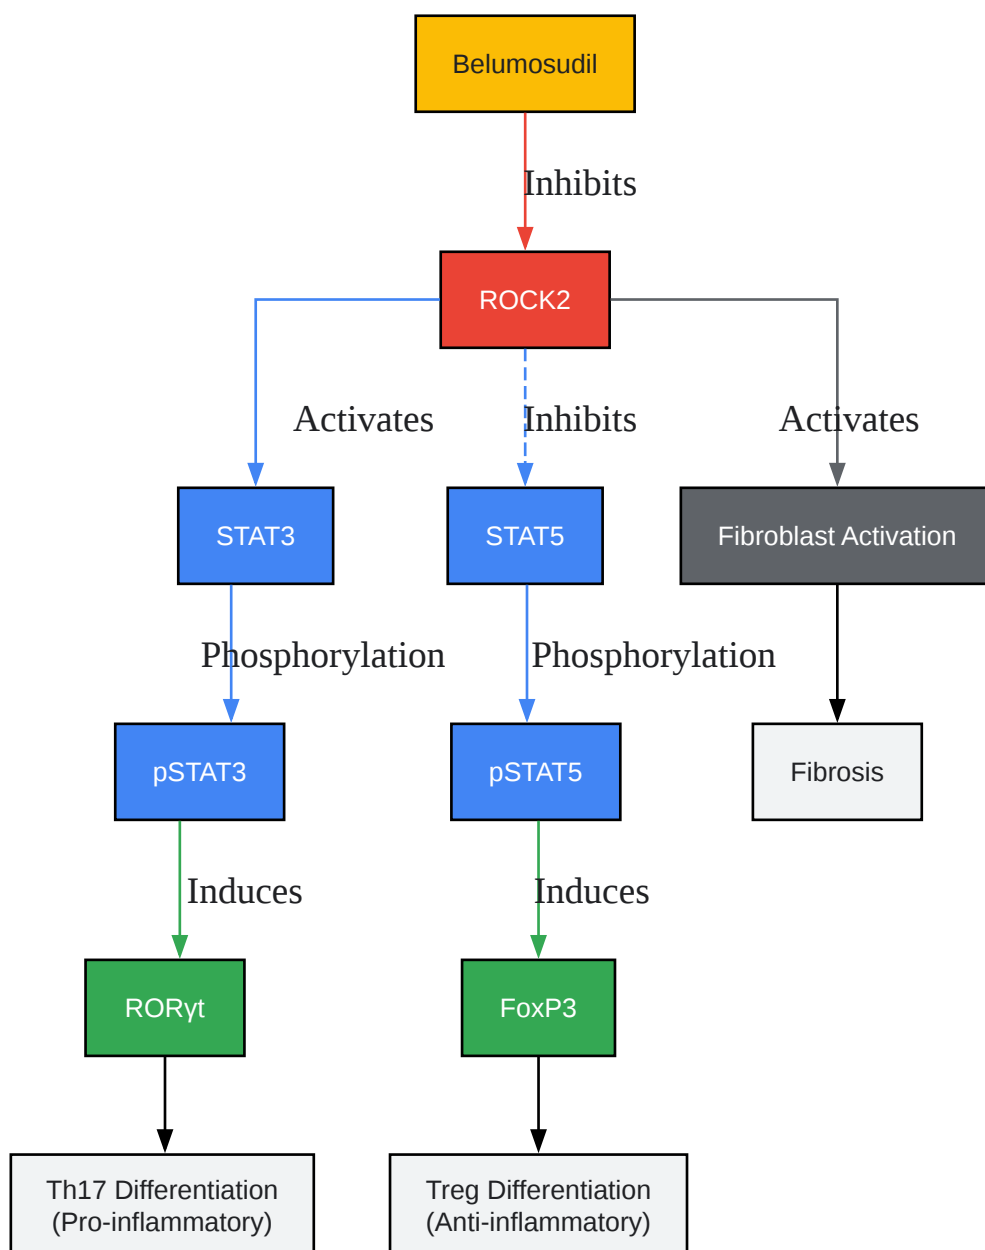 Belumosudil
Inhibits
ROCK2
Activates
Inhibits
Activates
STAT3
STAT5
Fibroblast Activation
Phosphorylation
Phosphorylation
pSTAT3
pSTAT5
Fibrosis
Induces
Induces
RORγt
FoxP3
Th17 Differentiation
(Pro-inflammatory)
Treg Differentiation
(Anti-inflammatory)